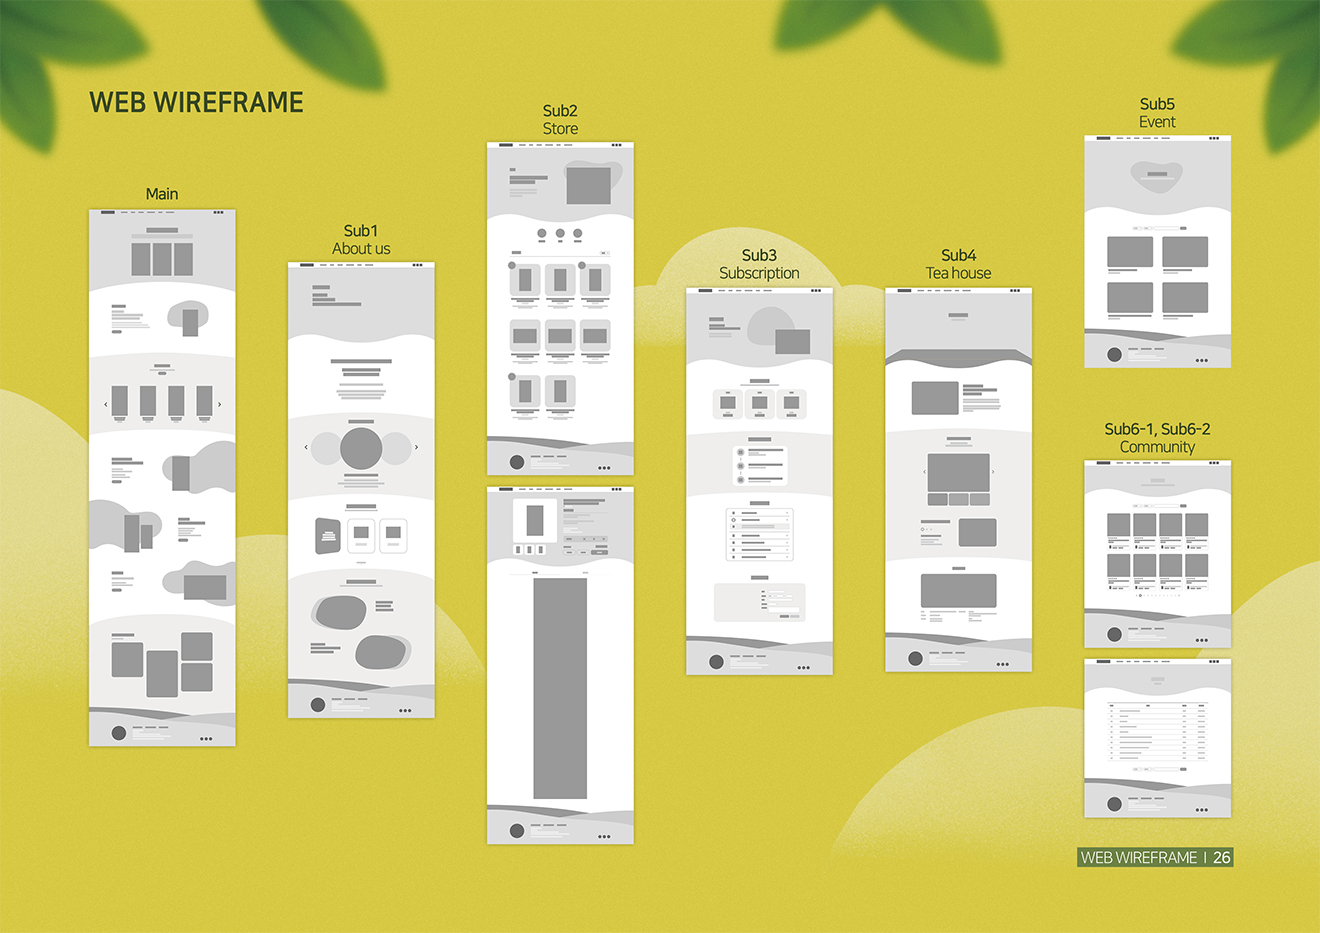 WEB WIREFRAME
Main
Sub1
About us
Sub2
Store
Sub3
Subscription
Sub4
Tea house
Sub5
Event
Sub6-1, Sub6-2
Community
WEB WIREFRAME | 26